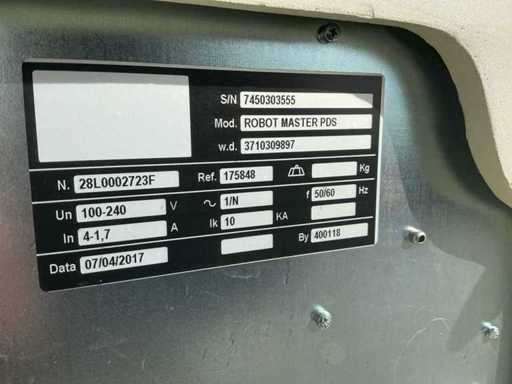 S/N 7450303555
Mod. ROBOT MASTER PDS
w.d. 3710309897
N. 28L0002723F Ref. 175848 Kg
Un 100-240 V ~ 1/N f 50/60 Hz
In 4-1,7 A Ik 10 KA
Data 07/04/2017 By 400118